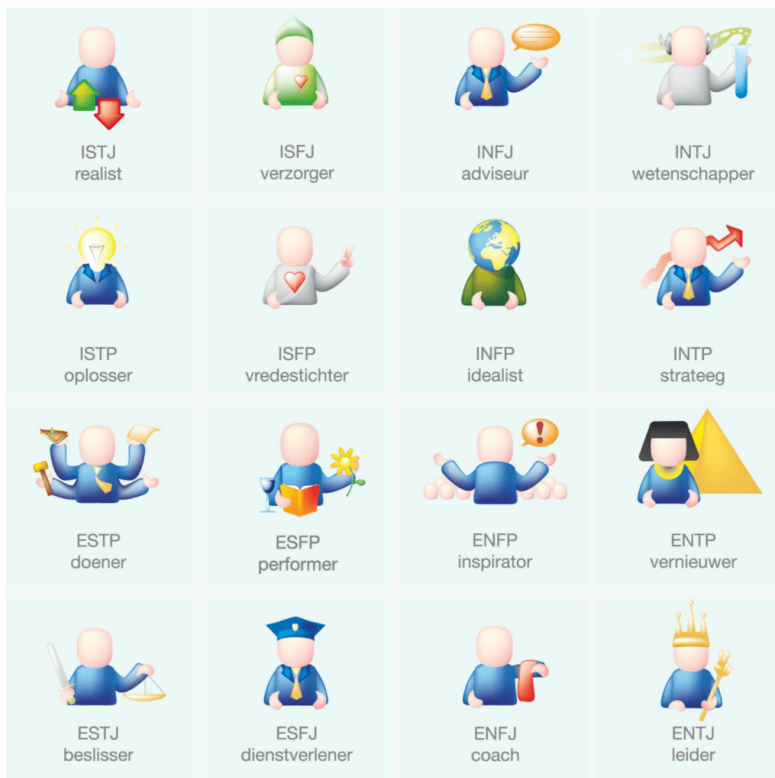 ISTJ
realist
ISFJ
verzorger
INFJ
adviseur
INTJ
wetenschapper
ISTP
oplosser
ISFP
vredestichter
INFP
idealist
INTP
strateeg
ESTP
doener
ESFP
performer
ENFP
inspirator
ENTP
vernieuwer
ESTJ
beslisser
ESFJ
dienstverlener
ENFJ
coach
ENTJ
leider